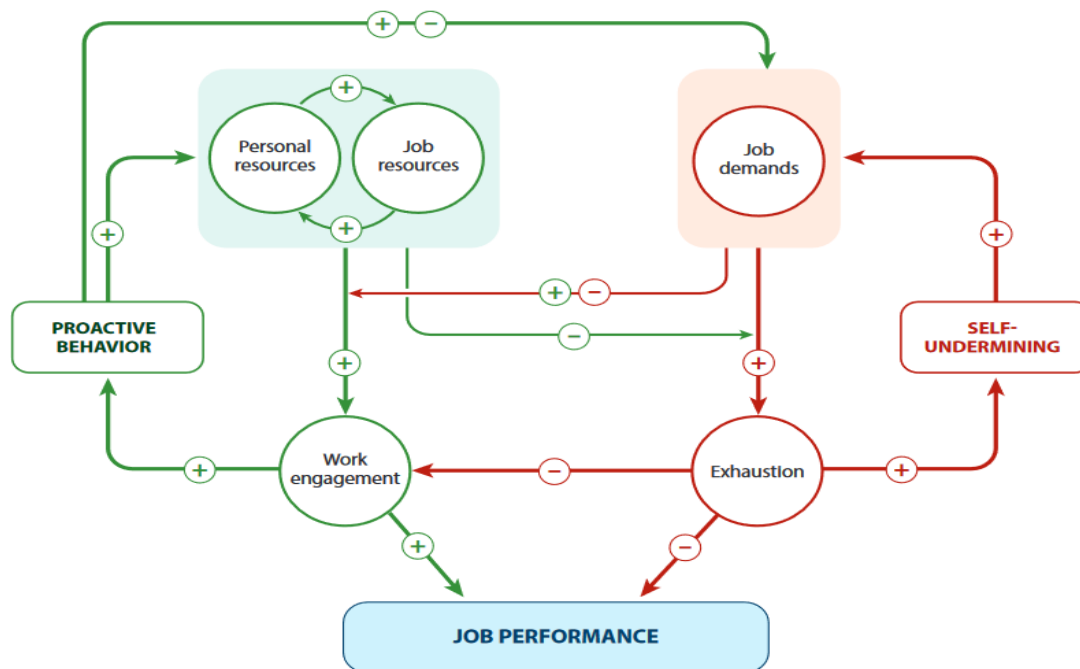 + −
+
Personal
resources
Job
resources
+
Job
demands
+
+
+ −
−
PROACTIVE
BEHAVIOR
SELF-
UNDERMINING
+
+
Work
engagement
Exhaustion
+
−
+
+
−
JOB PERFORMANCE